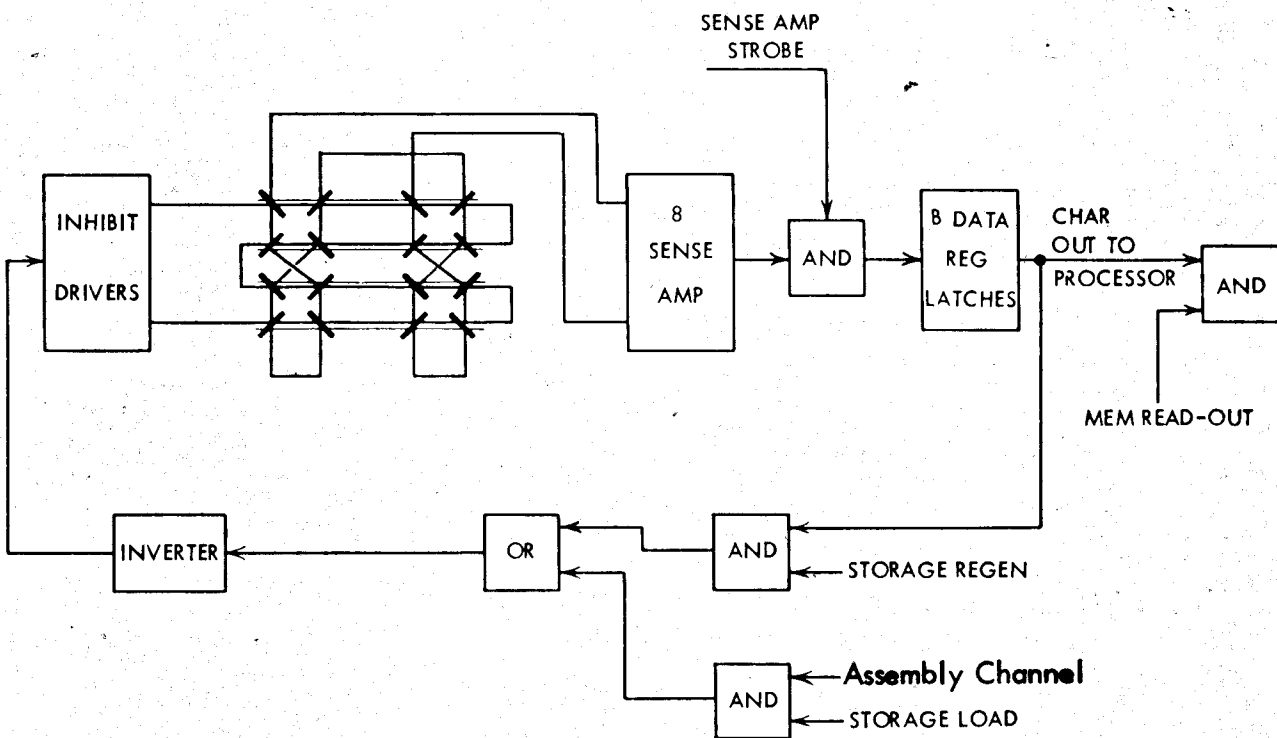 SENSE AMP
STROBE
INHIBIT
DRIVERS
8
SENSE
AMP
AND
B DATA
REG
LATCHES
CHAR
OUT TO
PROCESSOR
AND
MEM READ-OUT
INVERTER
OR
AND
STORAGE REGEN
AND
Assembly Channel
STORAGE LOAD